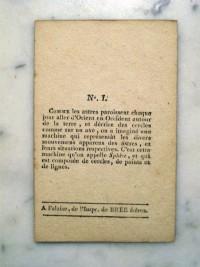 Nº. I.
Comme les astres paroissent chaque
jour aller d'Orient en Occident autour
de la terre, et décrire des cercles
comme sur un axe, on a imaginé une
machine qui représentât les divers
mouvemens apparens des astres, et
leurs situations respectives. C'est cette
machine qu'on appelle Sphère, et qui
est composée de cercles, de points et
de lignes.
A Falaise, de l'Impr. de BRÉE frères.